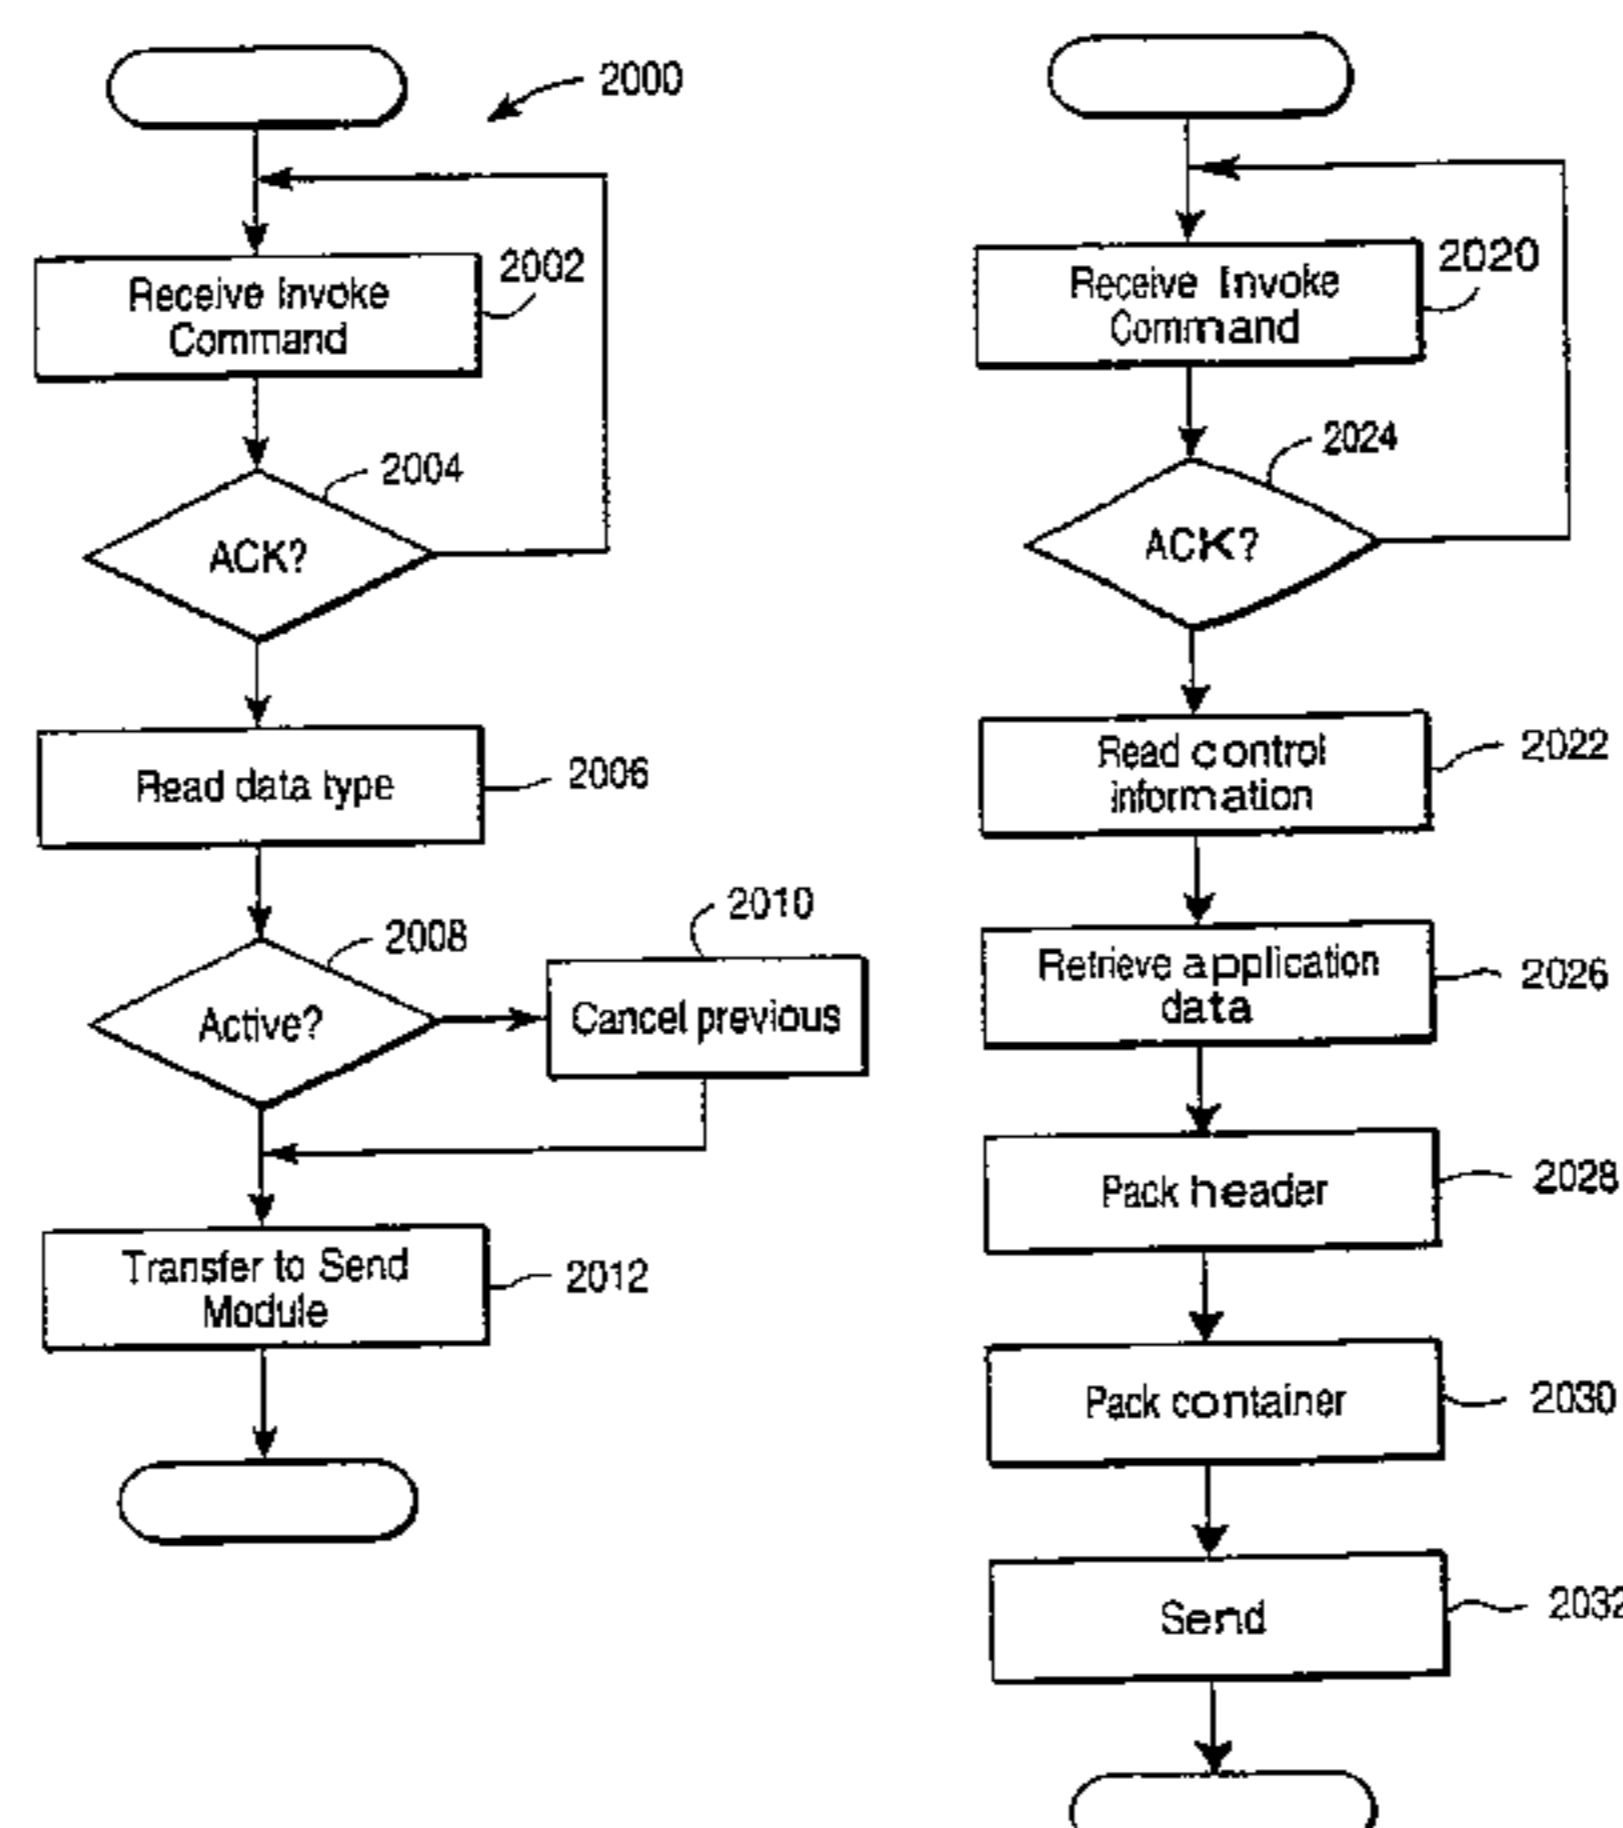 2000
Receive Invoke
Command
2002
ACK?
2004
Read data type
2006
Active?
2008
Cancel previous
2010
Transfer to Send
Module
2012
Receive Invoke
Command
2020
ACK?
2024
Read control
information
2022
Retrieve application
data
2026
Pack header
2028
Pack container
2030
Send
2032